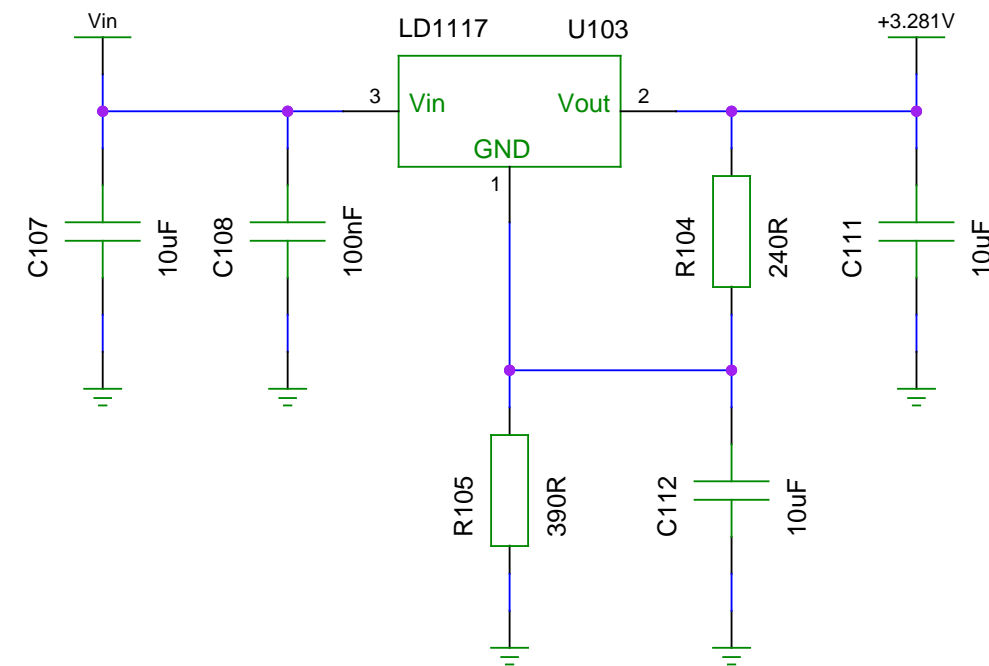 Vin
LD1117 U103
+3.281V
3 Vin Vout 2
GND
1
C107 10uF
C108 100nF
R104 240R
C111 10uF
R105 390R
C112 10uF